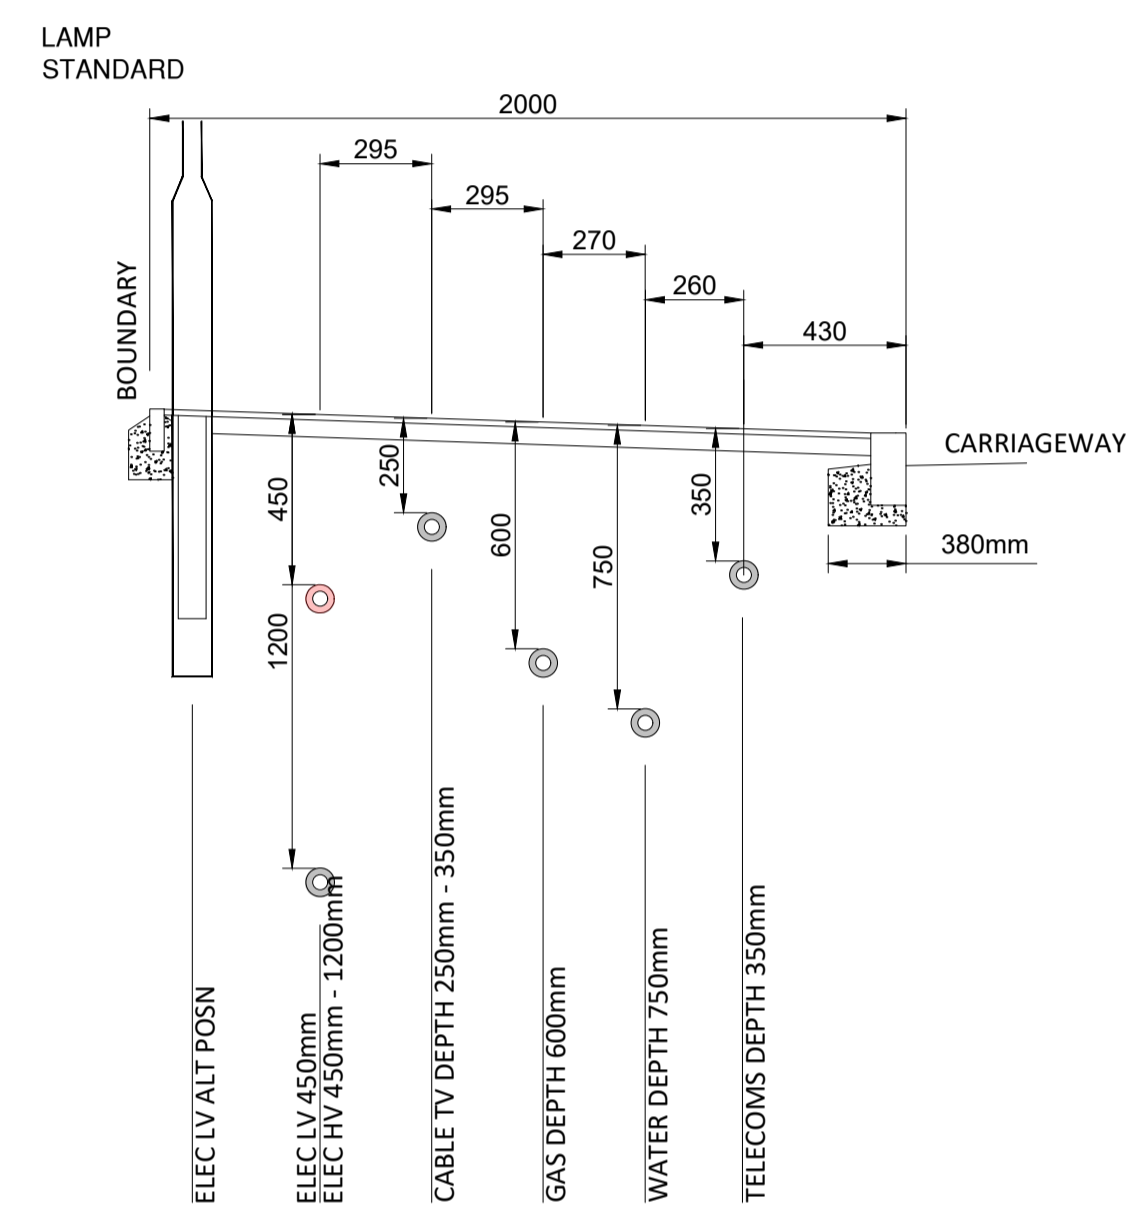 LAMP
STANDARD
2000
295
295
270
260
430
BOUNDARY
CARRIAGEWAY
450
250
600
750
350
380mm
1200
ELEC LV ALT POSN
ELEC LV 450mm
ELEC HV 450mm - 1200mm
CABLE TV DEPTH 250mm - 350mm
GAS DEPTH 600mm
WATER DEPTH 750mm
TELECOMS DEPTH 350mm